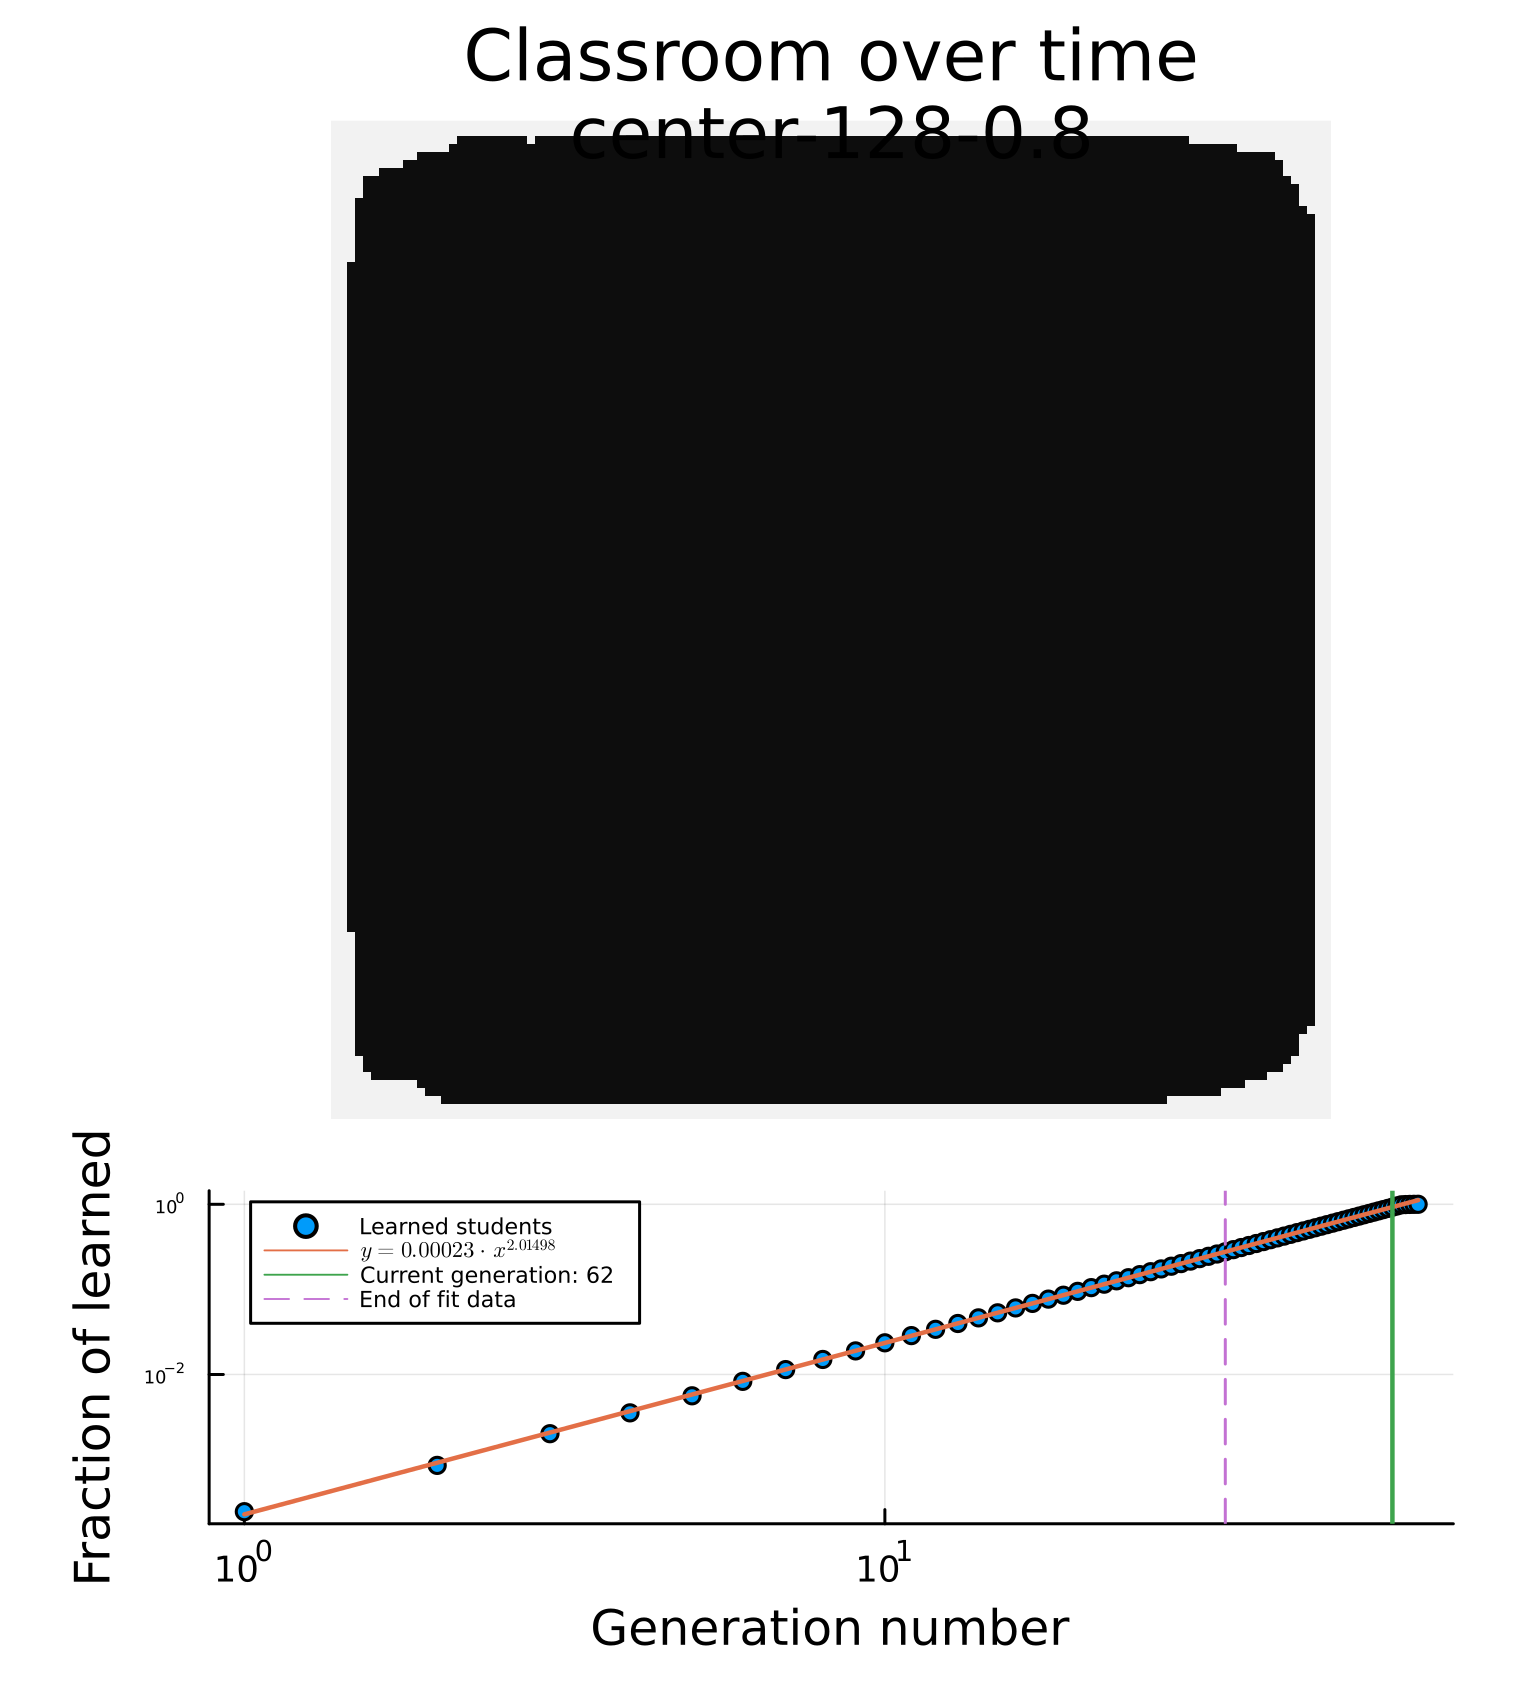 Classroom over time
center-128-0.8
Fraction of learned
10⁰
10⁻²
Learned students
y = 0.00023 · x^2.01498
Current generation: 62
End of fit data
10⁰
10¹
Generation number